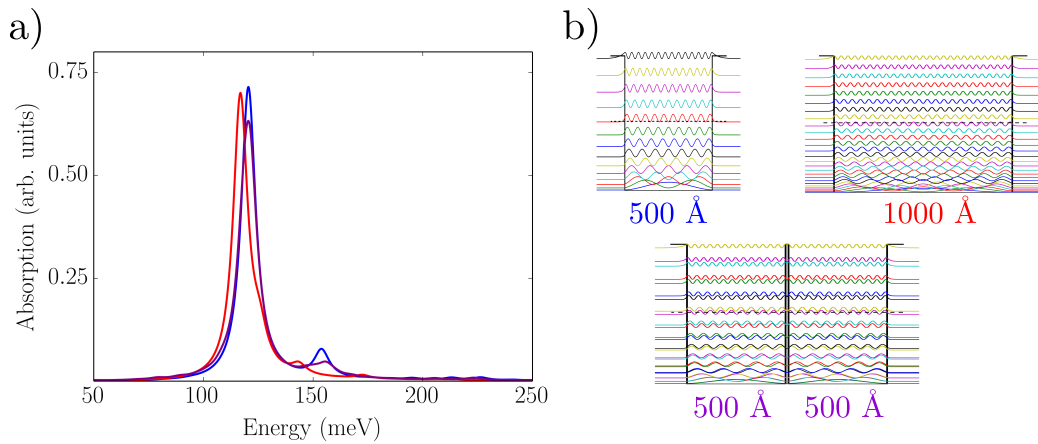 a)
0.75
0.50
0.25
Absorption (arb. units)
50
100
150
200
250
Energy (meV)
b)
500 Å
1000 Å
500 Å 500 Å